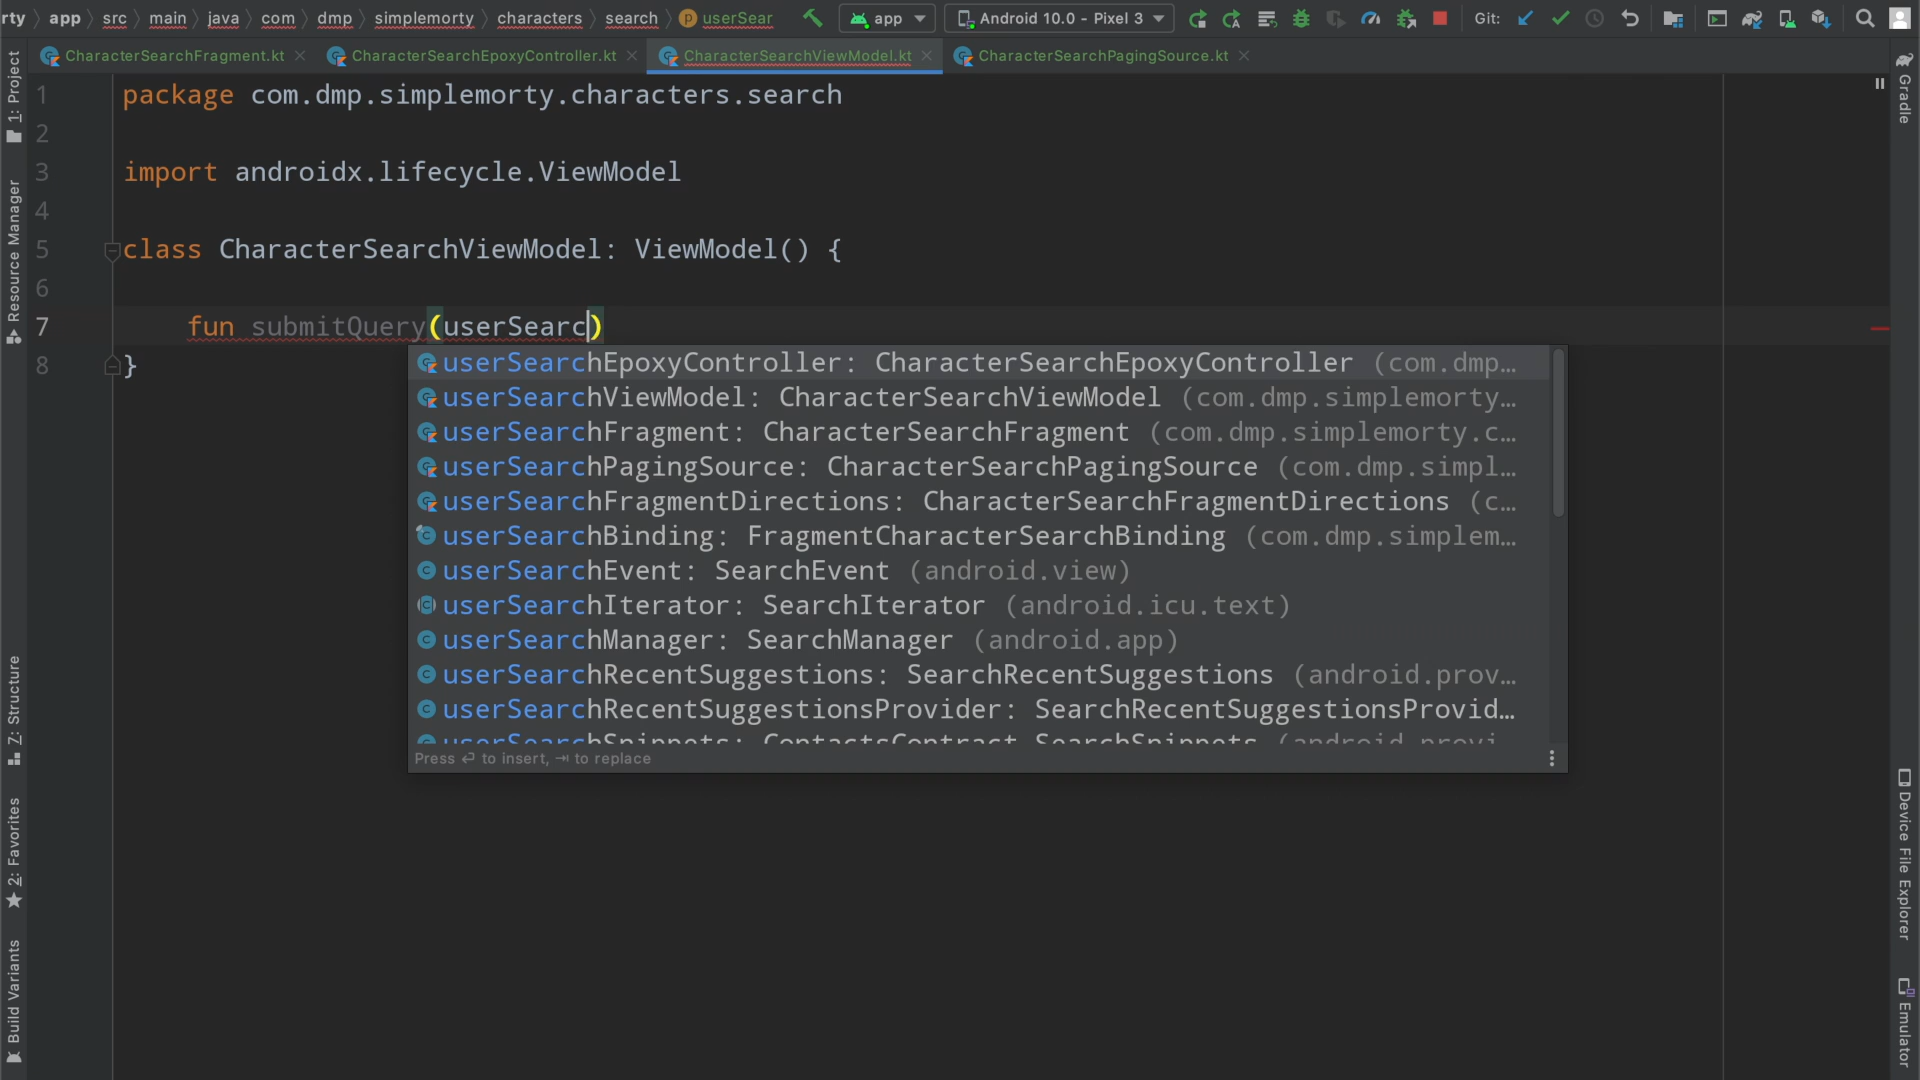 rty app src main java com dmp simplemorty characters search userSear app Android 10.0 - Pixel 3 Git:
CharacterSearchFragment.kt CharacterSearchEpoxyController.kt CharacterSearchViewModel.kt CharacterSearchPagingSource.kt
1: Project
Resource Manager
Z: Structure
2: Favorites
Build Variants
1 package com.dmp.simplemorty.characters.search
2
3 import androidx.lifecycle.ViewModel
4
5 class CharacterSearchViewModel: ViewModel() {
6
7 fun submitQuery(userSearc)
8 }
userSearchEpoxyController: CharacterSearchEpoxyController (com.dmp…
userSearchViewModel: CharacterSearchViewModel (com.dmp.simplemorty…
userSearchFragment: CharacterSearchFragment (com.dmp.simplemorty.c…
userSearchPagingSource: CharacterSearchPagingSource (com.dmp.simpl…
userSearchFragmentDirections: CharacterSearchFragmentDirections (c…
userSearchBinding: FragmentCharacterSearchBinding (com.dmp.simplem…
userSearchEvent: SearchEvent (android.view)
userSearchIterator: SearchIterator (android.icu.text)
userSearchManager: SearchManager (android.app)
userSearchRecentSuggestions: SearchRecentSuggestions (android.prov…
userSearchRecentSuggestionsProvider: SearchRecentSuggestionsProvid…
userSearchSnippets: ContactsContract.SearchSnippets (android.provi…
Press ↩ to insert, ⇥ to replace
Gradle
Device File Explorer
Emulator